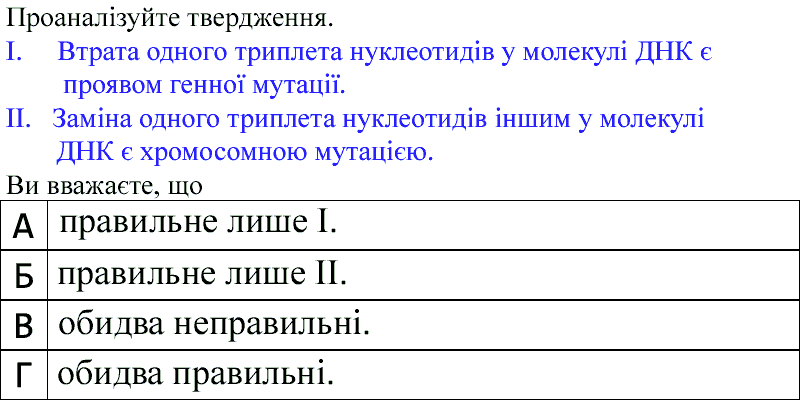 Проаналізуйте твердження.
I. Втрата одного триплета нуклеотидів у молекулі ДНК є
проявом генної мутації.
II. Заміна одного триплета нуклеотидів іншим у молекулі
ДНК є хромосомною мутацією.
Ви вважаєте, що
А правильне лише I.
Б правильне лише II.
В обидва неправильні.
Г обидва правильні.